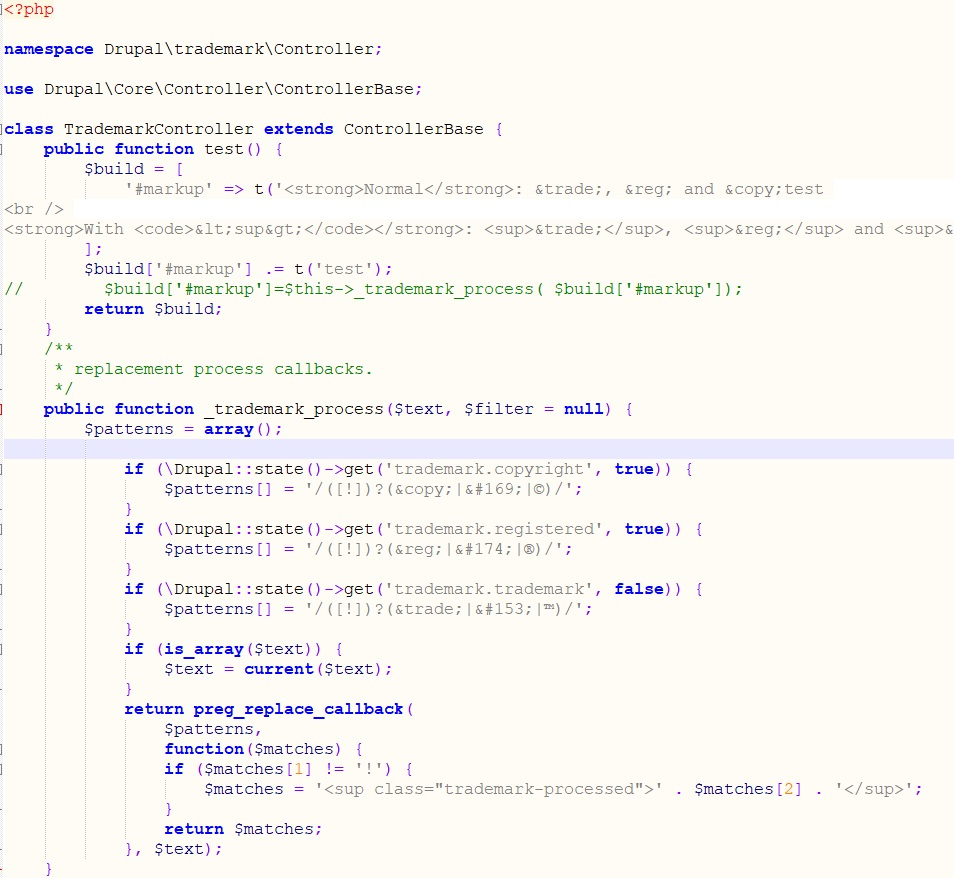 <?php

namespace Drupal\trademark\Controller;

use Drupal\Core\Controller\ControllerBase;

class TrademarkController extends ControllerBase {
    public function test() {
        $build = [
            '#markup' => t('<strong>Normal</strong>: &trade;, &reg; and &copy;test
<br />
<strong>With <code>&lt;sup&gt;</code></strong>: <sup>&trade;</sup>, <sup>&reg;</sup> and <sup>&
        ];
        $build['#markup'] .= t('test');
//        $build['#markup']=$this->_trademark_process( $build['#markup']);
        return $build;
    }
    /**
     * replacement process callbacks.
     */
    public function _trademark_process($text, $filter = null) {
        $patterns = array();

            if (\Drupal::state()->get('trademark.copyright', true)) {
                $patterns[] = '/([!])?(&copy;|&#169;|©)/';
            }
            if (\Drupal::state()->get('trademark.registered', true)) {
                $patterns[] = '/([!])?(&reg;|&#174;|®)/';
            }
            if (\Drupal::state()->get('trademark.trademark', false)) {
                $patterns[] = '/([!])?(&trade;|&#153;|™)/';
            }
            if (is_array($text)) {
                $text = current($text);
            }
            return preg_replace_callback(
                $patterns,
                function($matches) {
                if ($matches[1] != '!') {
                    $matches = '<sup class="trademark-processed">' . $matches[2] . '</sup>';
                }
                return $matches;
            }, $text);
    }